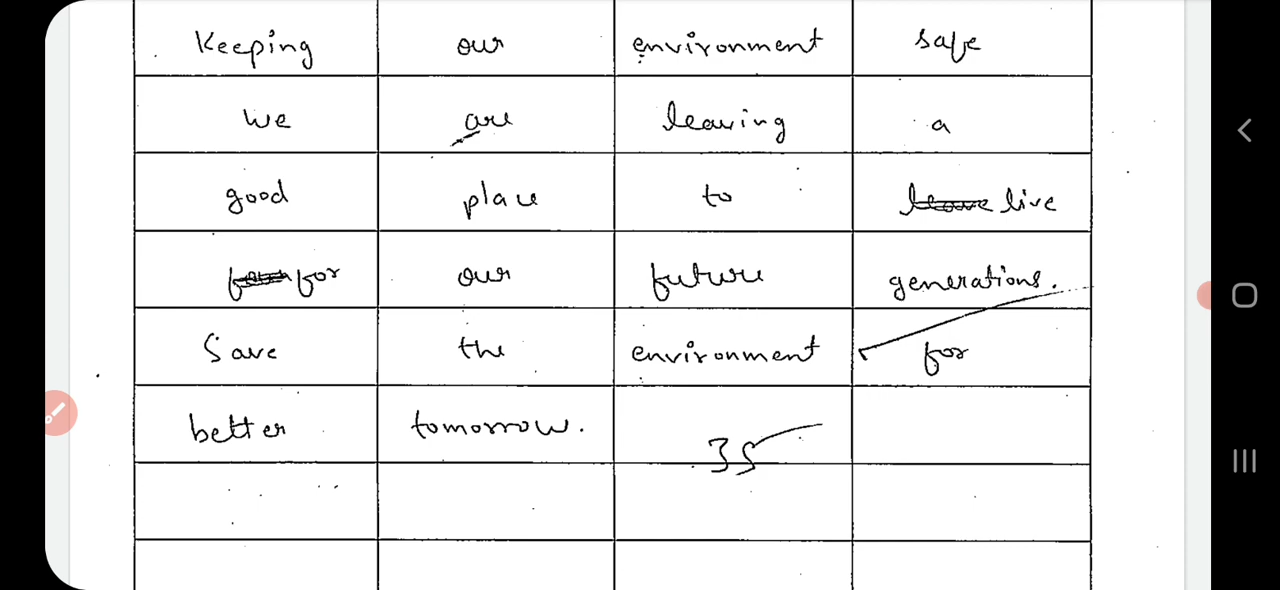 Keeping our environment safe
we are leaving a
good place to live
for our future generations.
Save the environment for
better tomorrow. 35